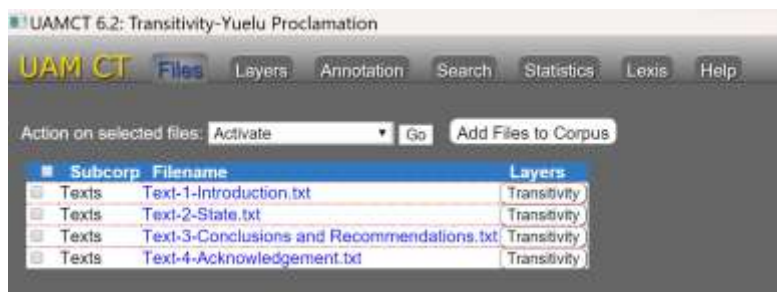 UAMCT 6.2: Transitivity-Yuelu Proclamation
UAM CT Files Layers Annotation Search Statistics Lexis Help
Action on selected files: Activate Go Add Files to Corpus
Subcorp Filename Layers
Texts Text-1-Introduction.txt Transitivity
Texts Text-2-State.txt Transitivity
Texts Text-3-Conclusions and Recommendations.txt Transitivity
Texts Text-4-Acknowledgement.txt Transitivity